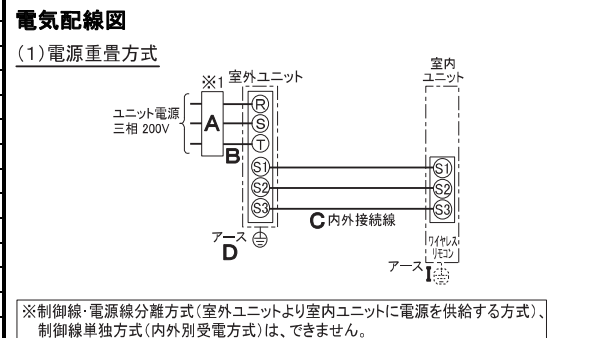 電気配線図
(1)電源重畳方式
※1 室外ユニット
室内
ユニット
ユニット電源
三相 200V
A
R
S
T
B
S1
S2
S3
S1
S2
S3
C 内外接続線
アース
D
ワイヤレス
リモコン
アース
I
※制御線・電源線分離方式(室外ユニットより室内ユニットに電源を供給する方式)、
制御線単独方式(内外別受電方式)は、できません。